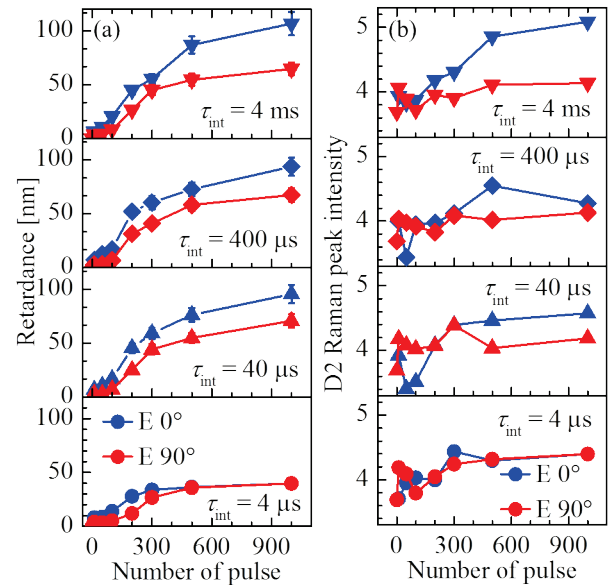 (a)
100
50
0
τint = 4 ms
100
50
0
τint = 400 μs
100
50
0
τint = 40 μs
100
50
0
E 0°
E 90°
τint = 4 μs
0 300 600 900
Number of pulse
Retardance [nm]
(b)
5
4
τint = 4 ms
5
4
τint = 400 μs
5
4
τint = 40 μs
5
4
τint = 4 μs
E 0°
E 90°
0 300 600 900
Number of pulse
D2 Raman peak intensity